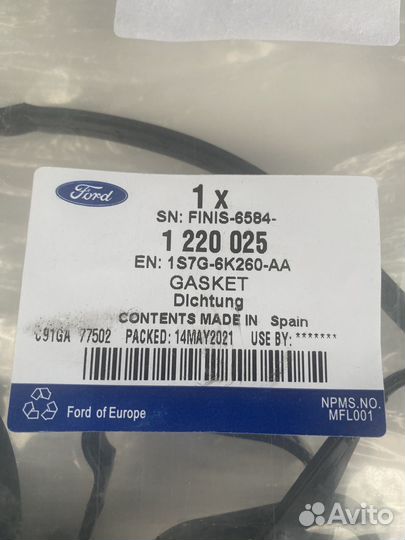 Ford
1 x
SN: FINIS-6584-
1 220 025
EN: 1S7G-6K260-AA
GASKET
Dichtung
CONTENTS MADE IN Spain
C91GA 77502 PACKED: 14MAY2021 USE BY: *******
Ford of Europe
NPMS.NO.
MFL001
Avito